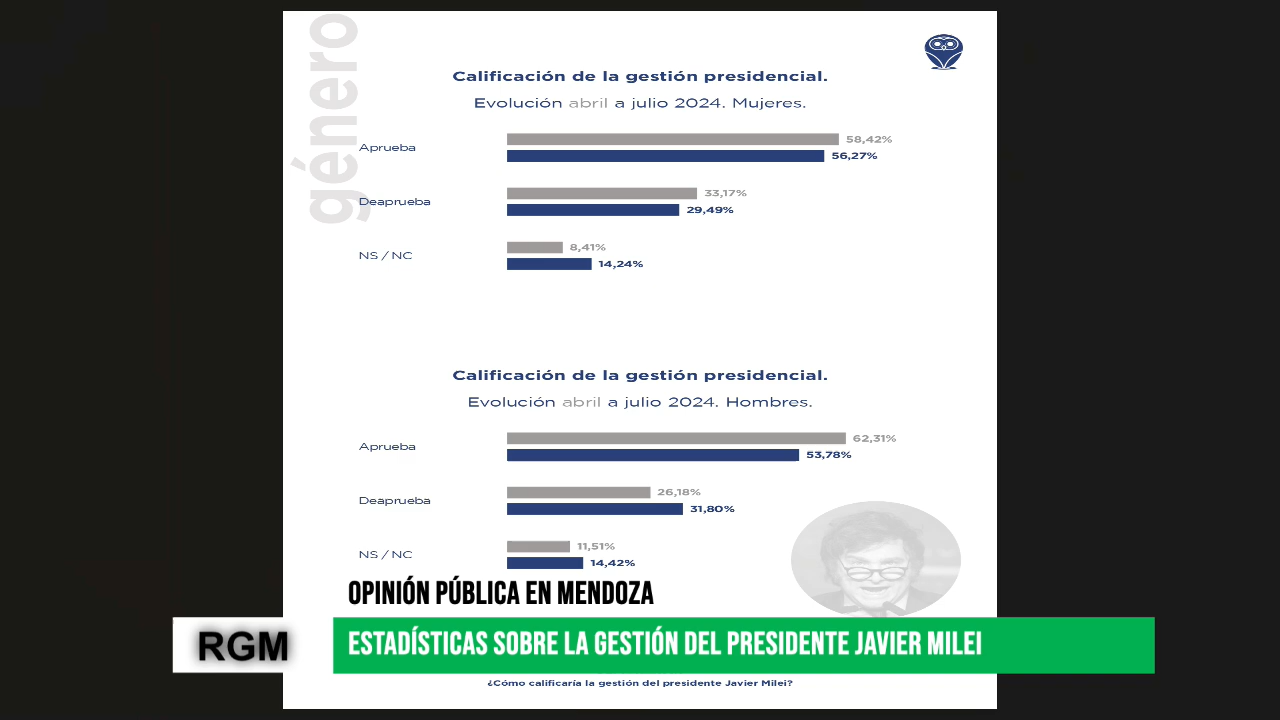 género
Calificación de la gestión presidencial.
Evolución abril a julio 2024. Mujeres.
Aprueba
58,42%
56,27%
Deaprueba
33,17%
29,49%
NS / NC
8,41%
14,24%
Calificación de la gestión presidencial.
Evolución abril a julio 2024. Hombres.
Aprueba
62,31%
53,78%
Deaprueba
26,18%
31,80%
NS / NC
11,51%
14,42%
OPINIÓN PÚBLICA EN MENDOZA
RGM
ESTADÍSTICAS SOBRE LA GESTIÓN DEL PRESIDENTE JAVIER MILEI
¿Cómo calificaría la gestión del presidente Javier Milei?